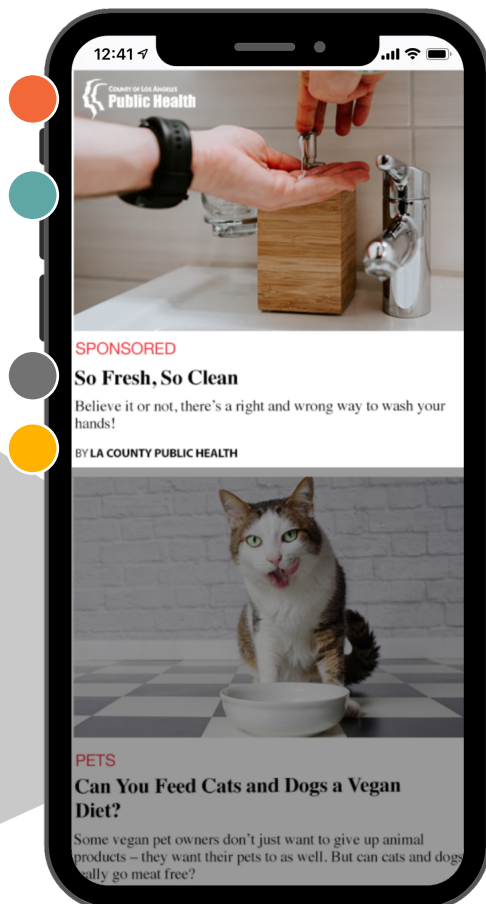 12:41
COUNTY OF LOS ANGELES
Public Health
SPONSORED
So Fresh, So Clean
Believe it or not, there’s a right and wrong way to wash your
hands!
BY LA COUNTY PUBLIC HEALTH
PETS
Can You Feed Cats and Dogs a Vegan
Diet?
Some vegan pet owners don’t just want to give up animal
products – they want their pets to as well. But can cats and dogs
really go meat free?